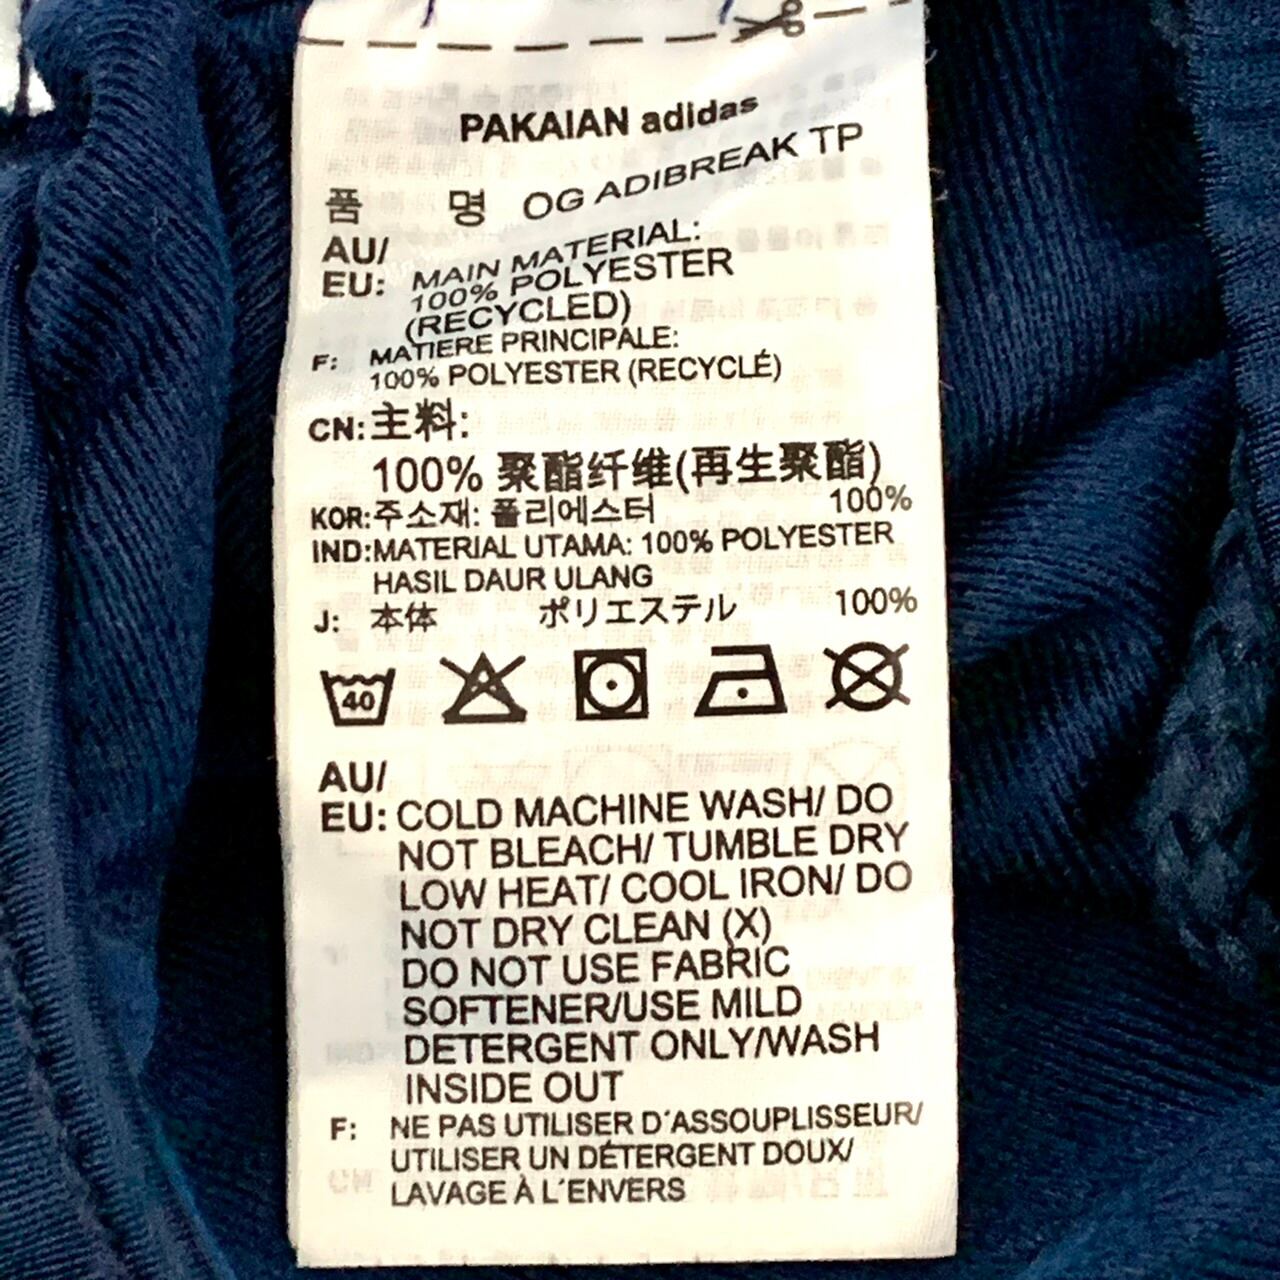 PAKAIAN adidas
품 명 OG ADIBREAK TP
AU/
EU: MAIN MATERIAL:
100% POLYESTER
(RECYCLED)
F: MATIERE PRINCIPALE:
100% POLYESTER (RECYCLÉ)
CN: 主料:
100% 聚酯纤维(再生聚酯)
KOR: 주소재: 폴리에스터 100%
IND: MATERIAL UTAMA: 100% POLYESTER
HASIL DAUR ULANG
J: 本体 ポリエステル 100%
40
AU/
EU: COLD MACHINE WASH/ DO
NOT BLEACH/ TUMBLE DRY
LOW HEAT/ COOL IRON/ DO
NOT DRY CLEAN (X)
DO NOT USE FABRIC
SOFTENER/USE MILD
DETERGENT ONLY/WASH
INSIDE OUT
F: NE PAS UTILISER D´ASSOUPLISSEUR/
UTILISER UN DÉTERGENT DOUX/
LAVAGE À L´ENVERS